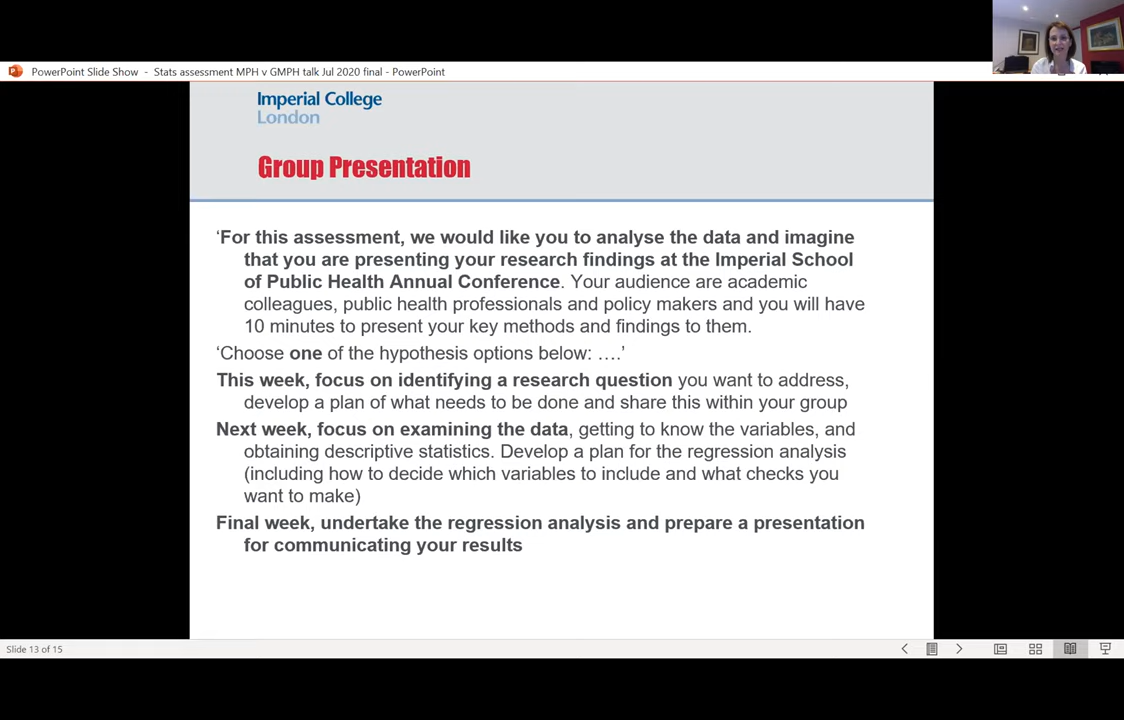 PowerPoint Slide Show - Stats assessment MPH v GMPH talk Jul 2020 final - PowerPoint
Imperial College
London
Group Presentation
‘For this assessment, we would like you to analyse the data and imagine
that you are presenting your research findings at the Imperial School
of Public Health Annual Conference. Your audience are academic
colleagues, public health professionals and policy makers and you will have
10 minutes to present your key methods and findings to them.
‘Choose one of the hypothesis options below: ....’
This week, focus on identifying a research question you want to address,
develop a plan of what needs to be done and share this within your group
Next week, focus on examining the data, getting to know the variables, and
obtaining descriptive statistics. Develop a plan for the regression analysis
(including how to decide which variables to include and what checks you
want to make)
Final week, undertake the regression analysis and prepare a presentation
for communicating your results
Slide 13 of 15